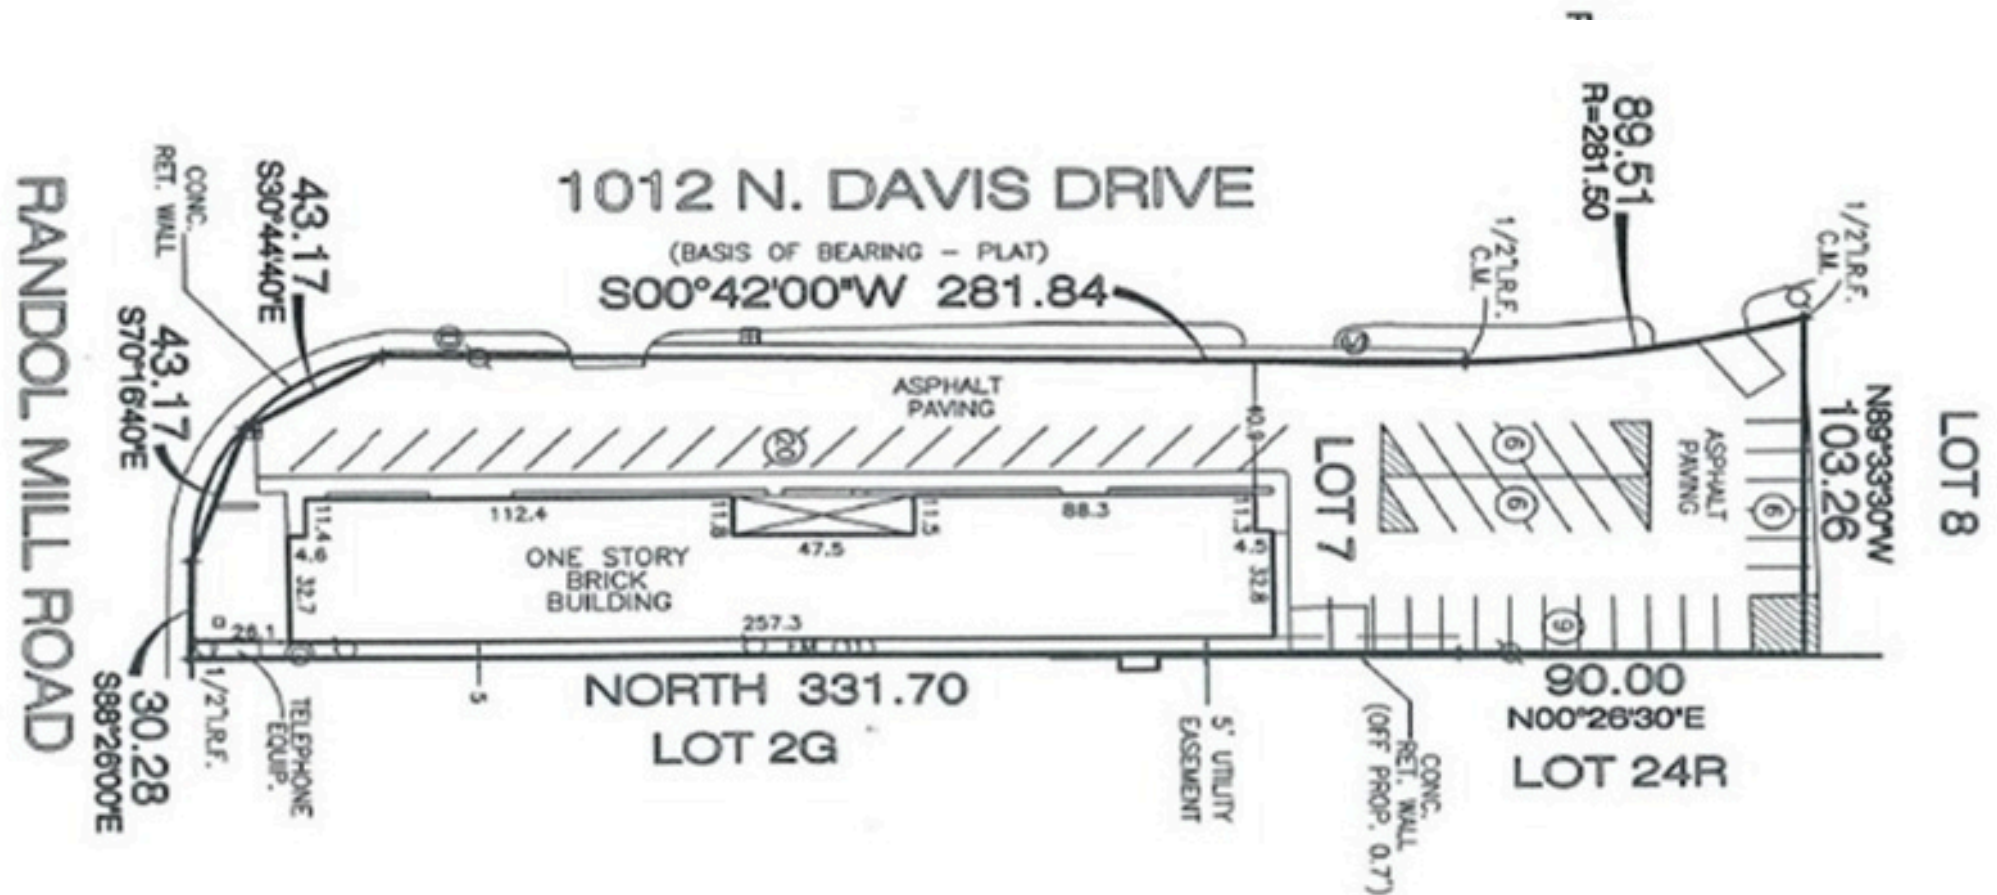 89.51
R=281.50
1/2"I.R.F.
C.M.
1/2"I.R.F.
C.M.
1012 N. DAVIS DRIVE
(BASIS OF BEARING - PLAT)
S00°42'00"W 281.84
43.17
S30°44'40"E
CONC.
RET. WALL
43.17
S70°16'40"E
RANDOL MILL ROAD
30.28
S88°26'00"E
1/2"I.R.F.
TELEPHONE
EQUIP.
ASPHALT
PAVING
20
40.9
LOT 7
6
6
ASPHALT
PAVING
6
N89°33'30"W
103.26
LOT 8
11.4
4.6
32.7
112.4
11.8
47.5
11.5
88.3
11.3
4.5
32.8
ONE STORY
BRICK
BUILDING
257.3
26.1
9
5
NORTH 331.70
LOT 2G
5' UTILITY
EASEMENT
90.00
N00°26'30"E
LOT 24R
CONC.
RET. WALL
(OFF PROP. 0.7')